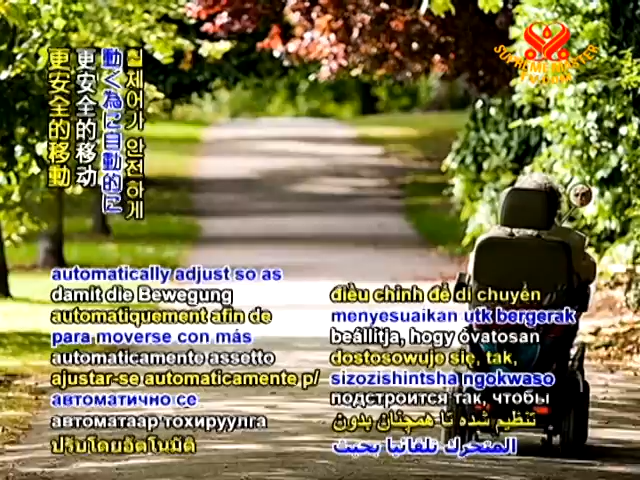 SUPREME MASTER
TV.COM
更安全的移動
更安全的移动
動く為に自動的に
휠체어가 안전하게
automatically adjust so as
damit die Bewegung
automatiquement afin de
para moverse con más
automaticamente assetto
ajustar-se automaticamente p/
автоматично се
автоматаар тохируулга
ปรับโดยอัตโนมัติ
điều chỉnh để di chuyển
menyesuaikan utk bergerak
beállítja, hogy óvatosan
dostosowuje się, tak,
sizozishintsha ngokwaso
подстроится так, чтобы
تنظیم شده تا همچنان بدون
المتحرك تلقائيا بحيث